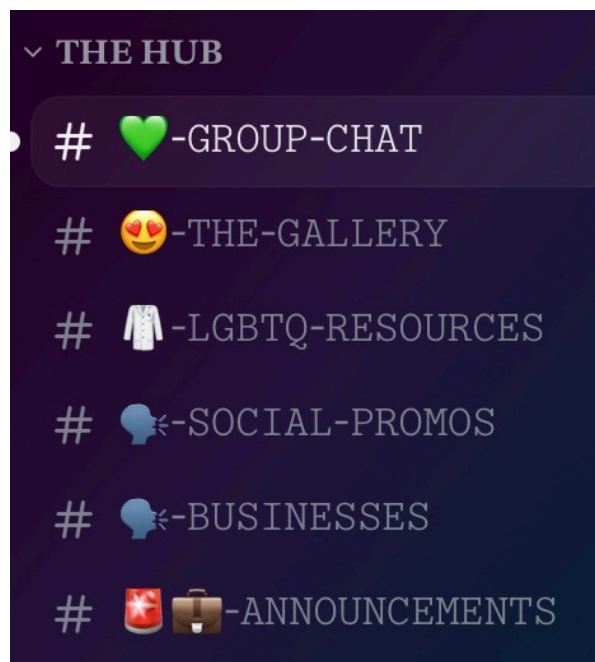 THE HUB
# 💚-GROUP-CHAT
# 😍-THE-GALLERY
# 🥼-LGBTQ-RESOURCES
# 🗣️-SOCIAL-PROMOS
# 🗣️-BUSINESSES
# 🚨💼-ANNOUNCEMENTS